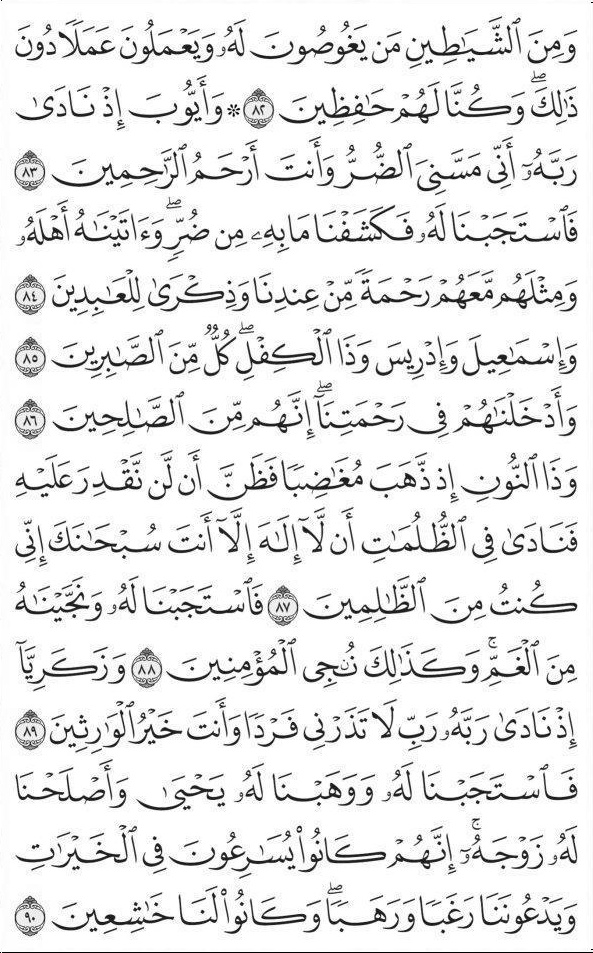 وَمِنَ ٱلشَّيَـٰطِينِ مَن يَغُوصُونَ لَهُۥ وَيَعْمَلُونَ عَمَلًا دُونَ
ذَٰلِكَ ۖ وَكُنَّا لَهُمْ حَـٰفِظِينَ ٨٢ ۞ وَأَيُّوبَ إِذْ نَادَىٰ
رَبَّهُۥٓ أَنِّى مَسَّنِىَ ٱلضُّرُّ وَأَنتَ أَرْحَمُ ٱلرَّٰحِمِينَ ٨٣
فَٱسْتَجَبْنَا لَهُۥ فَكَشَفْنَا مَا بِهِۦ مِن ضُرٍّ ۖ وَءَاتَيْنَـٰهُ أَهْلَهُۥ
وَمِثْلَهُم مَّعَهُمْ رَحْمَةً مِّنْ عِندِنَا وَذِكْرَىٰ لِلْعَـٰبِدِينَ ٨٤
وَإِسْمَـٰعِيلَ وَإِدْرِيسَ وَذَا ٱلْكِفْلِ ۖ كُلٌّ مِّنَ ٱلصَّـٰبِرِينَ ٨٥
وَأَدْخَلْنَـٰهُمْ فِى رَحْمَتِنَآ ۖ إِنَّهُم مِّنَ ٱلصَّـٰلِحِينَ ٨٦
وَذَا ٱلنُّونِ إِذ ذَّهَبَ مُغَـٰضِبًا فَظَنَّ أَن لَّن نَّقْدِرَ عَلَيْهِ
فَنَادَىٰ فِى ٱلظُّلُمَـٰتِ أَن لَّآ إِلَـٰهَ إِلَّآ أَنتَ سُبْحَـٰنَكَ إِنِّى
كُنتُ مِنَ ٱلظَّـٰلِمِينَ ٨٧ فَٱسْتَجَبْنَا لَهُۥ وَنَجَّيْنَـٰهُ
مِنَ ٱلْغَمِّ ۚ وَكَذَٰلِكَ نُـۨجِى ٱلْمُؤْمِنِينَ ٨٨ وَزَكَرِيَّآ
إِذْ نَادَىٰ رَبَّهُۥ رَبِّ لَا تَذَرْنِى فَرْدًا وَأَنتَ خَيْرُ ٱلْوَٰرِثِينَ ٨٩
فَٱسْتَجَبْنَا لَهُۥ وَوَهَبْنَا لَهُۥ يَحْيَىٰ وَأَصْلَحْنَا
لَهُۥ زَوْجَهُۥٓ ۚ إِنَّهُمْ كَانُوا۟ يُسَـٰرِعُونَ فِى ٱلْخَيْرَٰتِ
وَيَدْعُونَنَا رَغَبًا وَرَهَبًا ۖ وَكَانُوا۟ لَنَا خَـٰشِعِينَ ٩٠